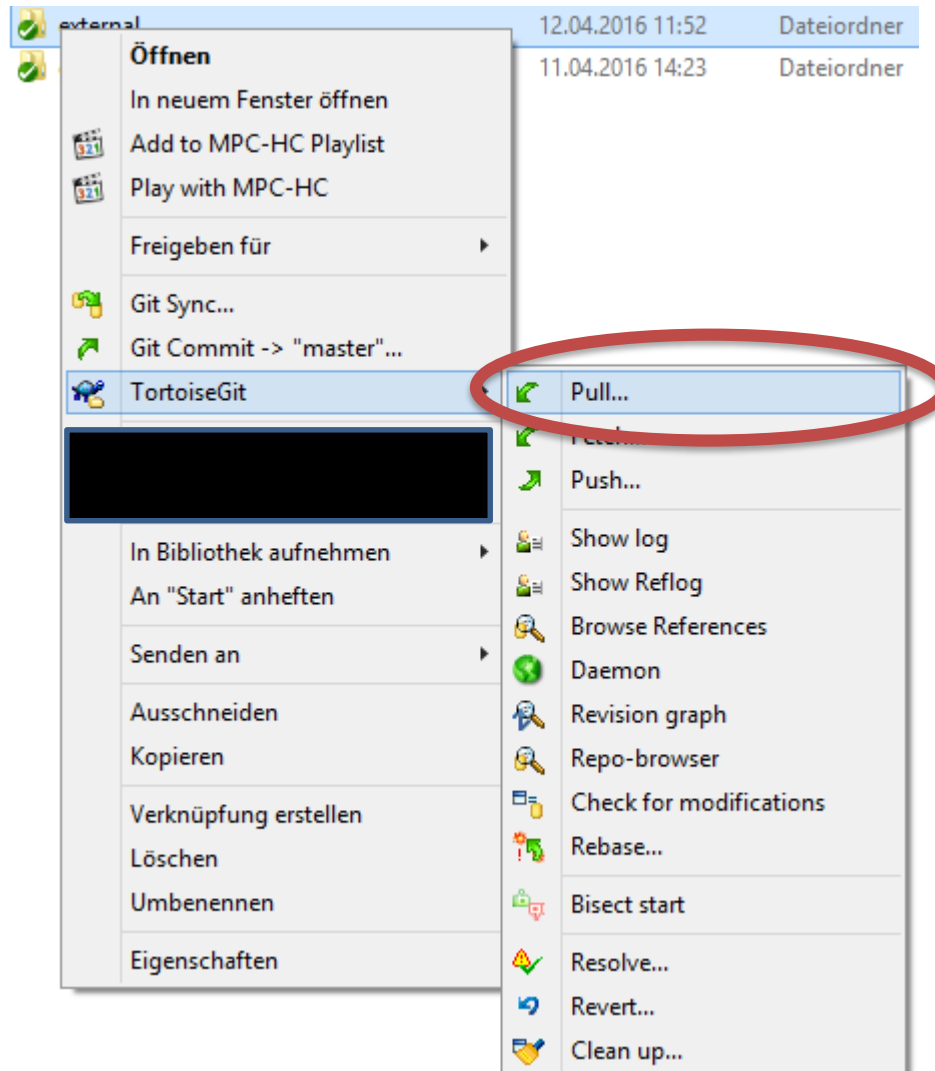 external 12.04.2016 11:52 Dateiordner
11.04.2016 14:23 Dateiordner
Öffnen
In neuem Fenster öffnen
Add to MPC-HC Playlist
Play with MPC-HC
Freigeben für
Git Sync...
Git Commit -> "master"...
TortoiseGit
In Bibliothek aufnehmen
An "Start" anheften
Senden an
Ausschneiden
Kopieren
Verknüpfung erstellen
Löschen
Umbenennen
Eigenschaften
Pull...
Fetch...
Push...
Show log
Show Reflog
Browse References
Daemon
Revision graph
Repo-browser
Check for modifications
Rebase...
Bisect start
Resolve...
Revert...
Clean up...